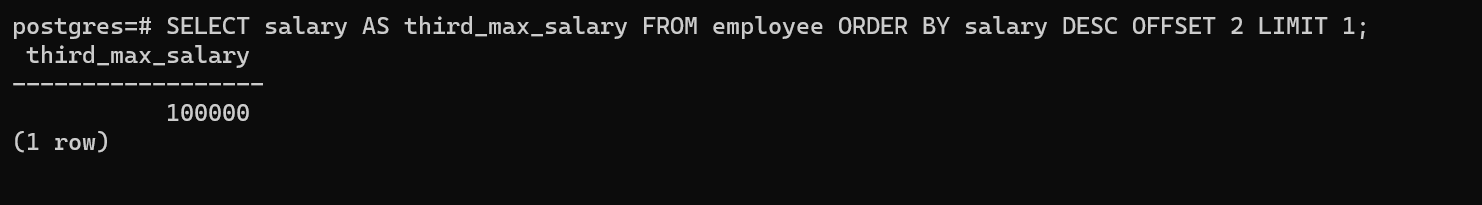 postgres=# SELECT salary AS third_max_salary FROM employee ORDER BY salary DESC OFFSET 2 LIMIT 1;
 third_max_salary
------------------
           100000
(1 row)